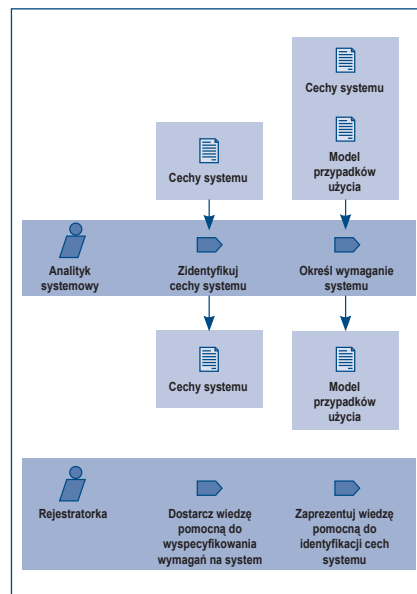 Cechy systemu
Cechy systemu
Model
przypadków
użycia
Analityk
systemowy
Zidentyfikuj
cechy systemu
Określ wymaganie
systemu
Cechy systemu
Model
przypadków
użycia
Rejestratorka
Dostarcz wiedzę
pomocną do
wyspecyfikowania
wymagań na system
Zaprezentuj wiedzę
pomocną do
identyfikacji cech
systemu